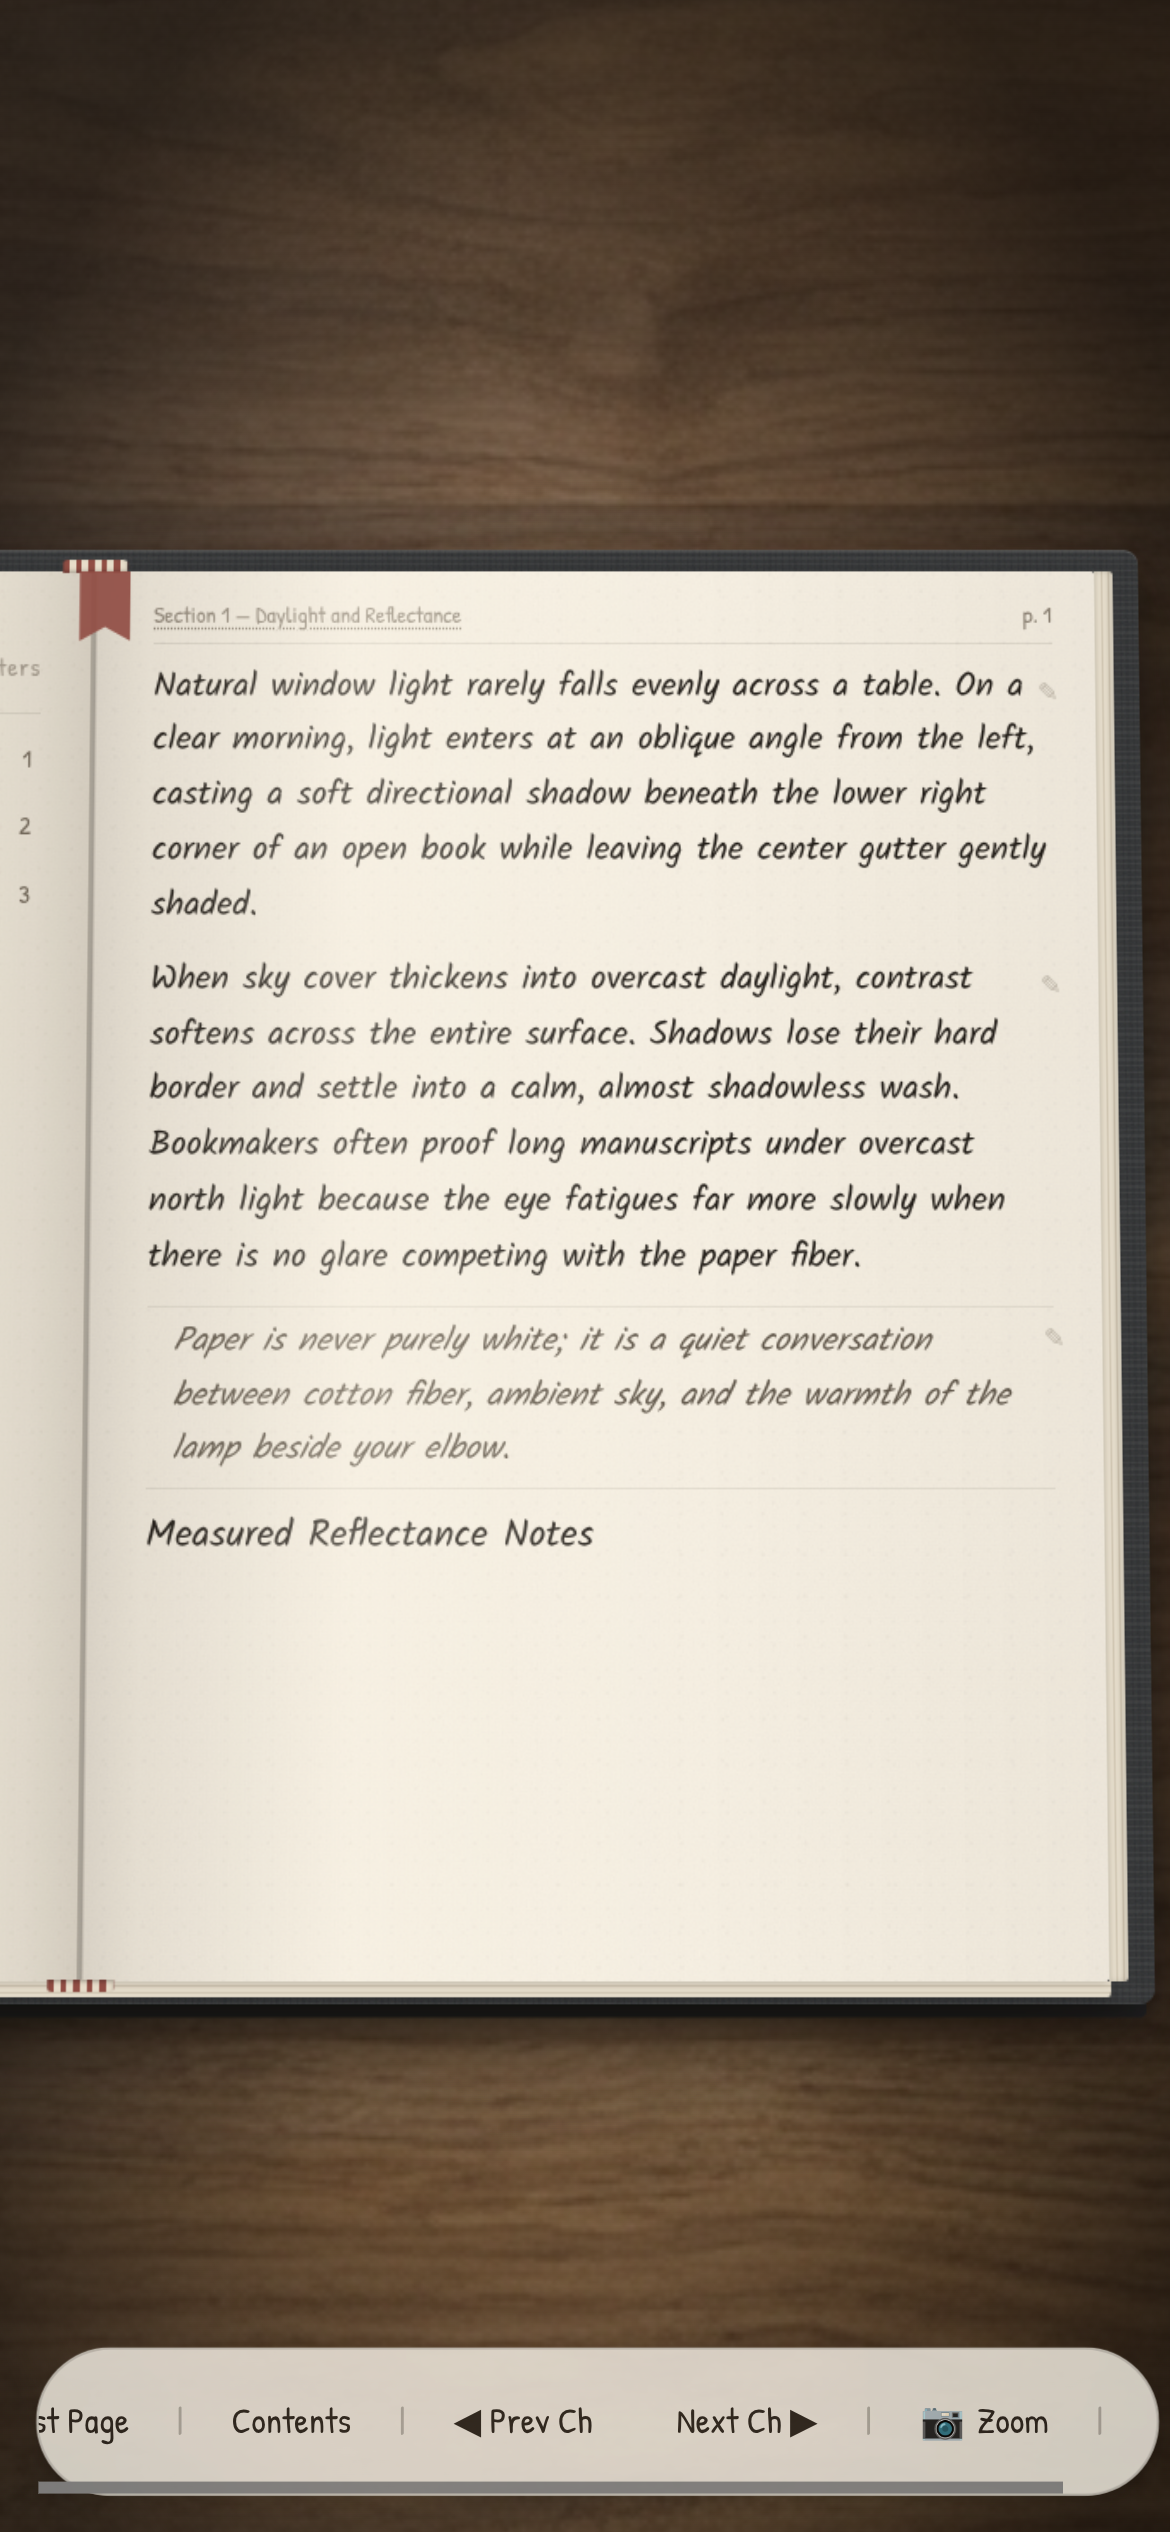 Section 1 — Daylight and Reflectance
p. 1
ters
1
2
3
Natural window light rarely falls evenly across a table. On a
clear morning, light enters at an oblique angle from the left,
casting a soft directional shadow beneath the lower right
corner of an open book while leaving the center gutter gently
shaded.
When sky cover thickens into overcast daylight, contrast
softens across the entire surface. Shadows lose their hard
border and settle into a calm, almost shadowless wash.
Bookmakers often proof long manuscripts under overcast
north light because the eye fatigues far more slowly when
there is no glare competing with the paper fiber.
Paper is never purely white; it is a quiet conversation
between cotton fiber, ambient sky, and the warmth of the
lamp beside your elbow.
Measured Reflectance Notes
st Page | Contents | ◀ Prev Ch Next Ch ▶ | 📷 Zoom |